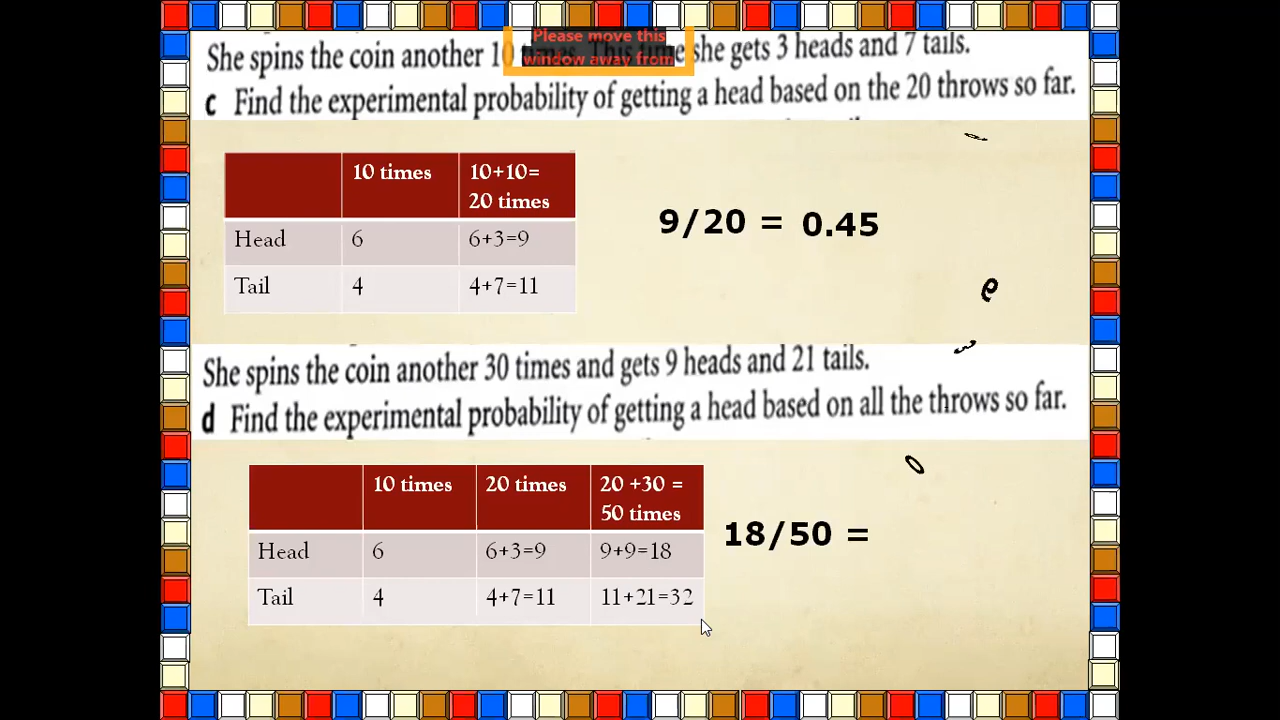 Please move this
window away from
She spins the coin another 10 times. This time she gets 3 heads and 7 tails.
c Find the experimental probability of getting a head based on the 20 throws so far.
10 times
10+10=
20 times
Head 6 6+3=9
Tail 4 4+7=11
9/20 = 0.45
She spins the coin another 30 times and gets 9 heads and 21 tails.
d Find the experimental probability of getting a head based on all the throws so far.
10 times 20 times 20 +30 =
50 times
Head 6 6+3=9 9+9=18
Tail 4 4+7=11 11+21=32
18/50 =